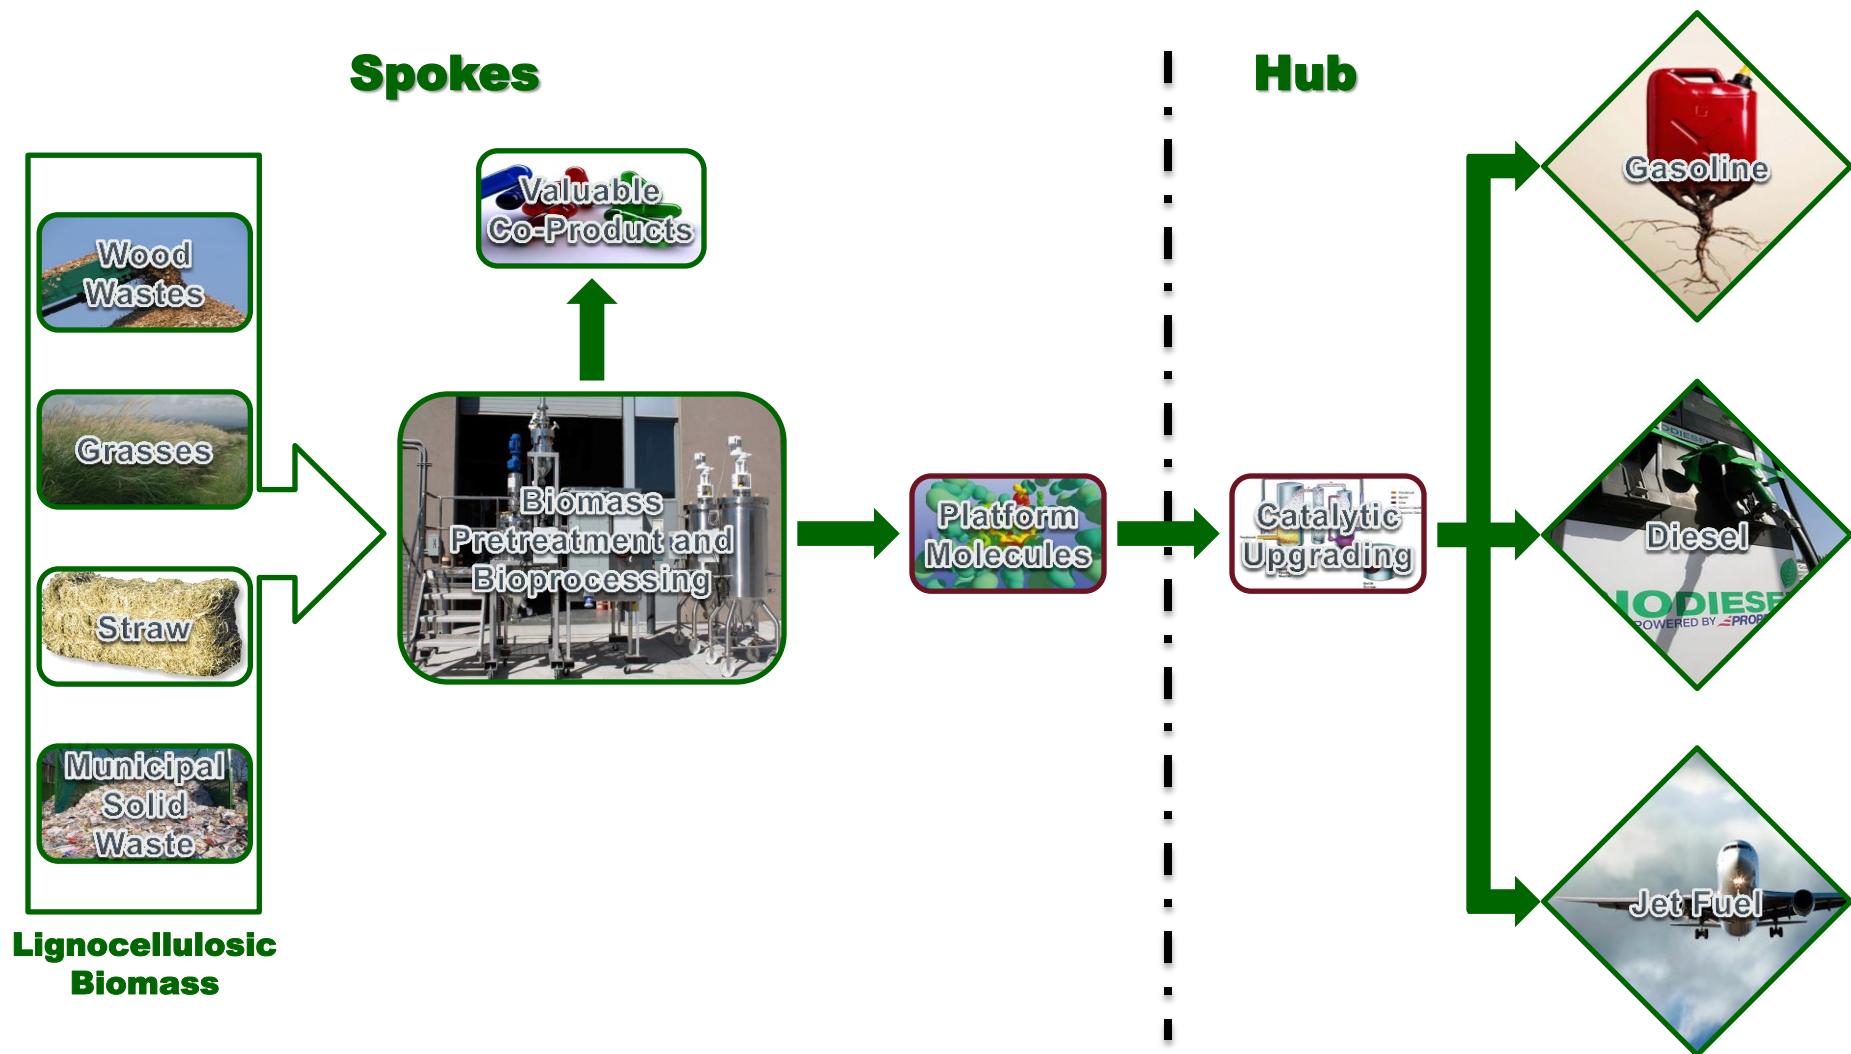 Spokes
Hub
Wood
Wastes
Grasses
Straw
Municipal
Solid
Waste
Lignocellulosic
Biomass
Valuable
Co-Products
Biomass
Pretreatment and
Bioprocessing
Platform
Molecules
Catalytic
Upgrading
Gasoline
Diesel
IODIESE
POWERED BY PROP
Jet Fuel